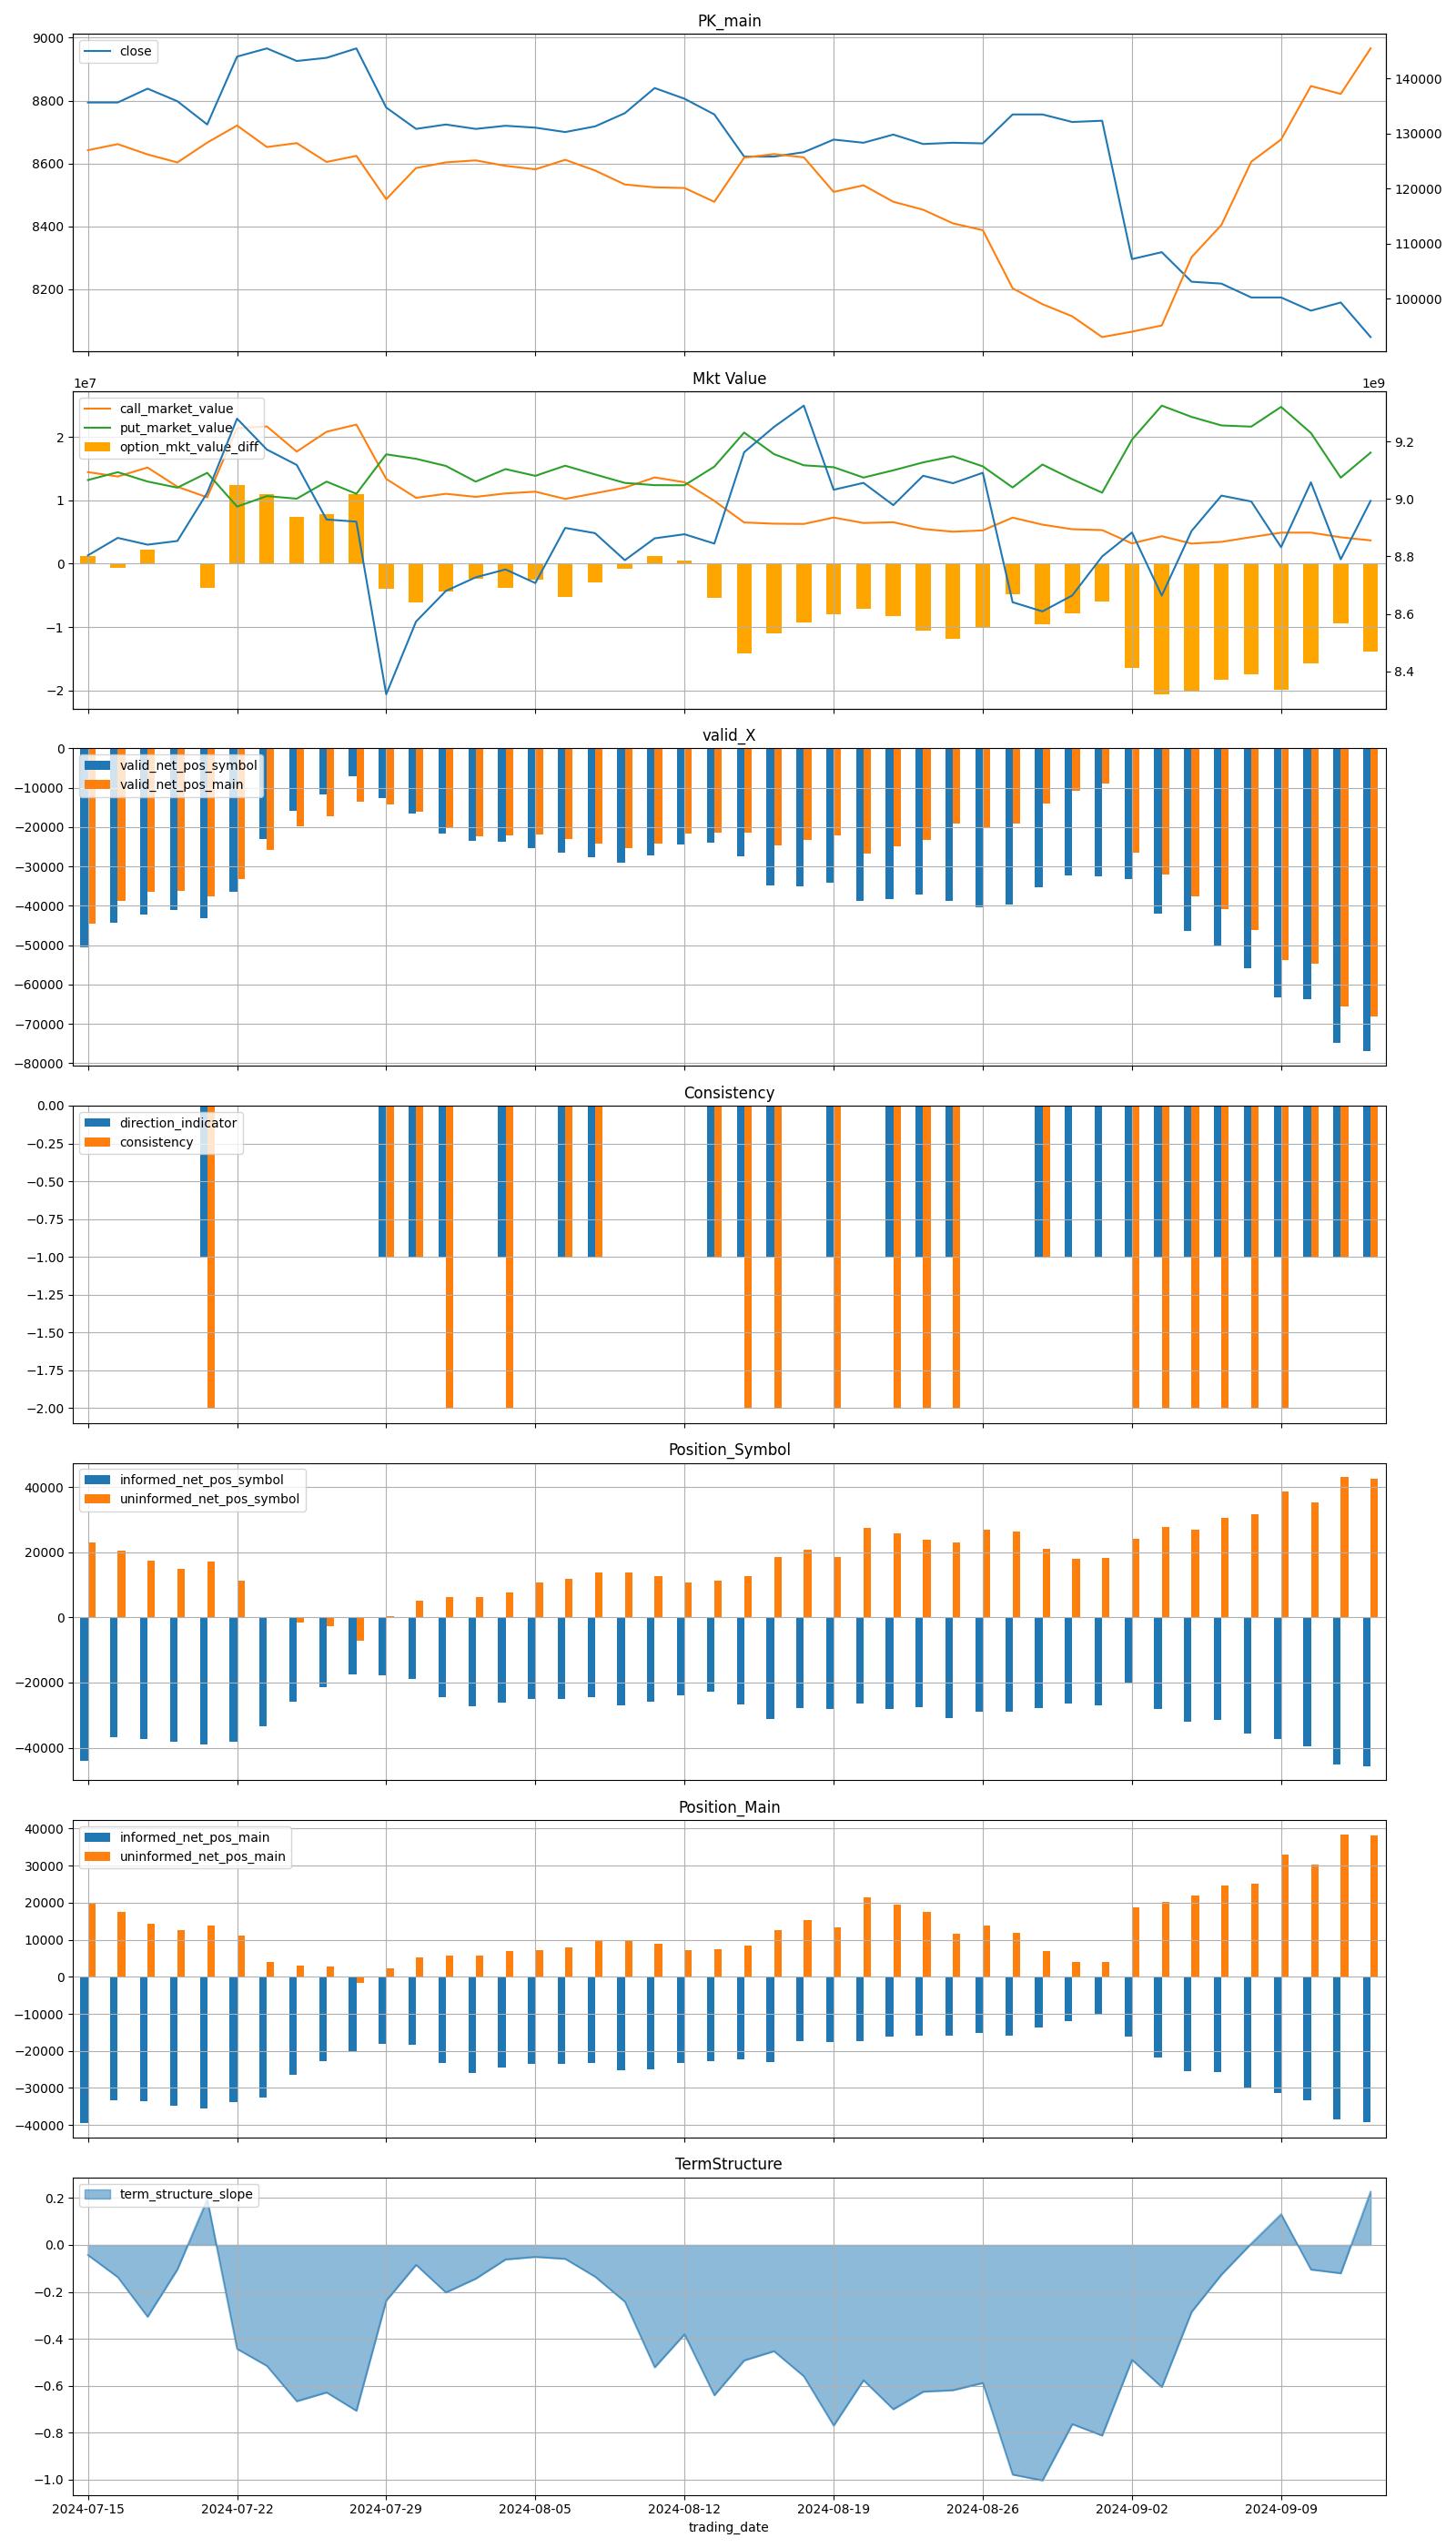 PK_main
9000
8800
8600
8400
8200
close
140000
130000
120000
110000
100000
Mkt Value
1e7
1e9
2
1
0
−1
−2
call_market_value
put_market_value
option_mkt_value_diff
9.2
9.0
8.8
8.6
8.4
valid_X
0
−10000
−20000
−30000
−40000
−50000
−60000
−70000
−80000
valid_net_pos_symbol
valid_net_pos_main
Consistency
0.00
−0.25
−0.50
−0.75
−1.00
−1.25
−1.50
−1.75
−2.00
direction_indicator
consistency
Position_Symbol
40000
20000
0
−20000
−40000
informed_net_pos_symbol
uninformed_net_pos_symbol
Position_Main
40000
30000
20000
10000
0
−10000
−20000
−30000
−40000
informed_net_pos_main
uninformed_net_pos_main
TermStructure
0.2
0.0
−0.2
−0.4
−0.6
−0.8
−1.0
term_structure_slope
2024-07-15
2024-07-22
2024-07-29
2024-08-05
2024-08-12
2024-08-19
2024-08-26
2024-09-02
2024-09-09
trading_date